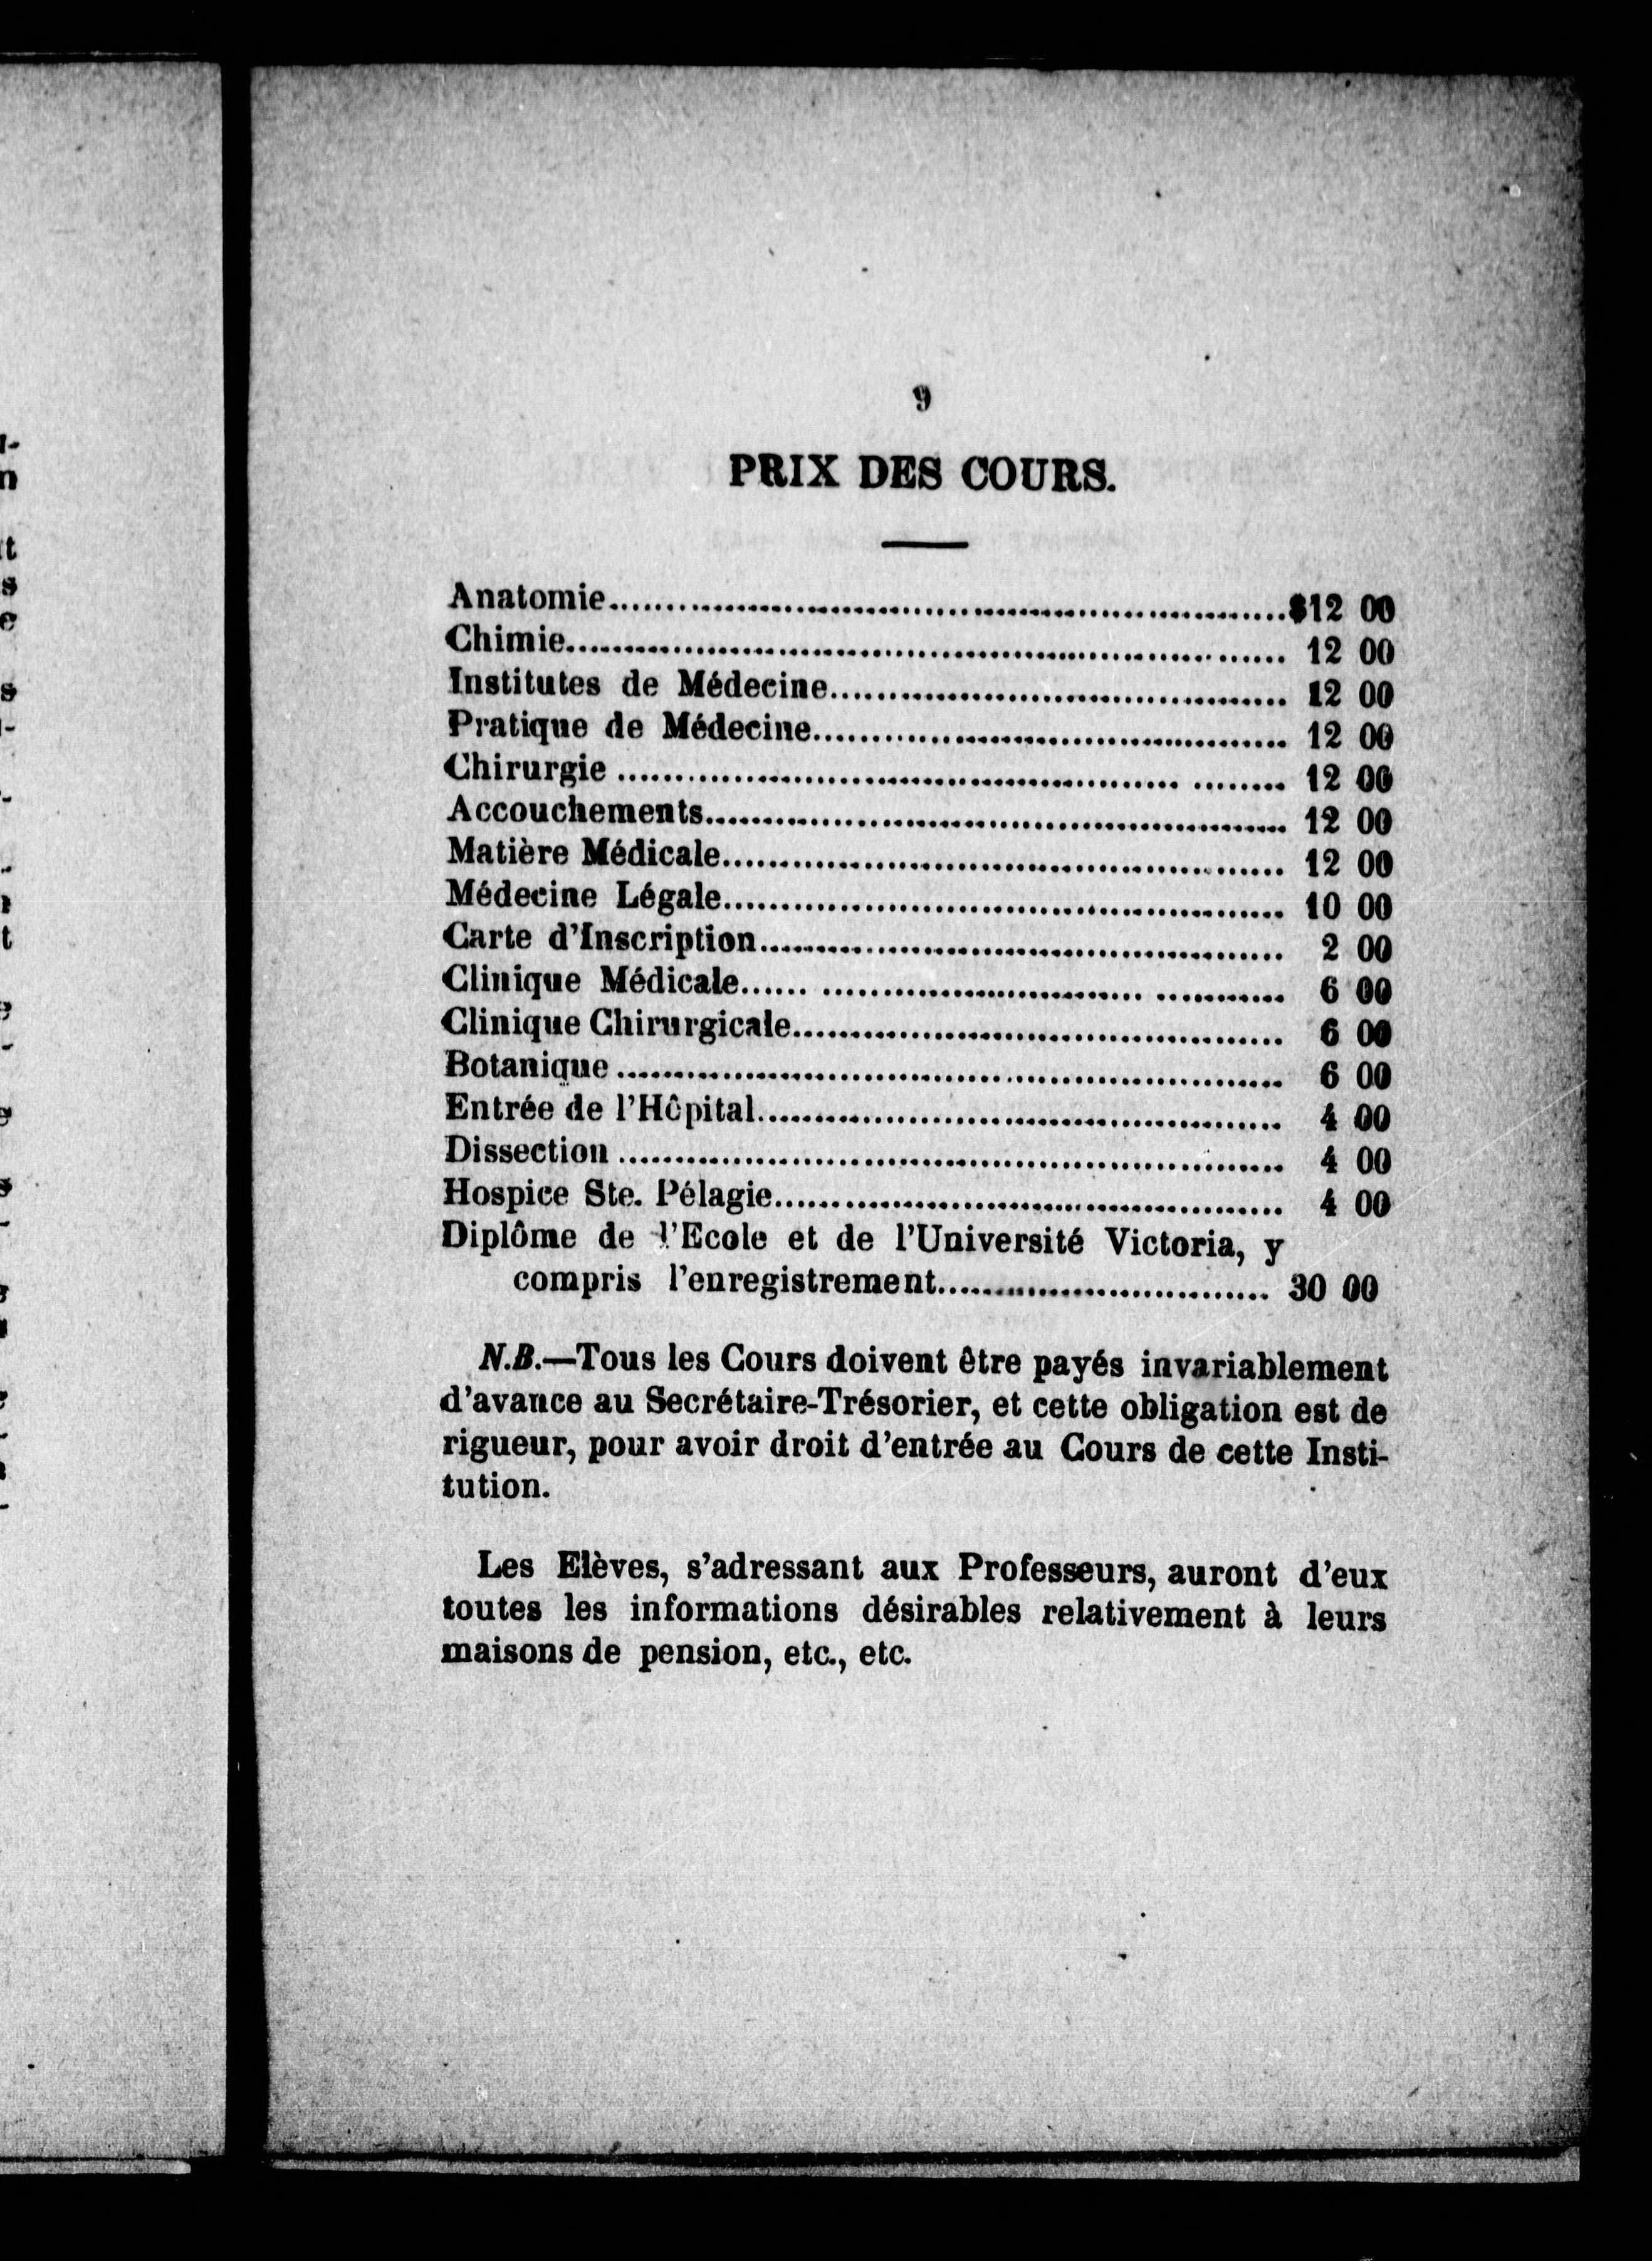 9
PRIX DES COURS.
Anatomie........................................................$12 00
Chimie........................................................ 12 00
Institutes de Médecine........................................ 12 00
Pratique de Médecine........................................ 12 00
Chirurgie ........................................................ 12 00
Accouchements.................................................. 12 00
Matière Médicale................................................ 12 00
Médecine Légale................................................ 10 00
Carte d'Inscription............................................. 2 00
Clinique Médicale...... ............................ ........... 6 00
Clinique Chirurgicale.......................................... 6 00
Botanique ........................................................ 6 00
Entrée de l'Hôpital............................................. 4 00
Dissection ........................................................ 4 00
Hospice Ste. Pélagie............................................ 4 00
Diplôme de l'Ecole et de l'Université Victoria, y
compris l'enregistrement............................. 30 00
N.B.—Tous les Cours doivent être payés invariablement
d'avance au Secrétaire-Trésorier, et cette obligation est de
rigueur, pour avoir droit d'entrée au Cours de cette Insti-
tution.
Les Elèves, s'adressant aux Professeurs, auront d'eux
toutes les informations désirables relativement à leurs
maisons de pension, etc., etc.